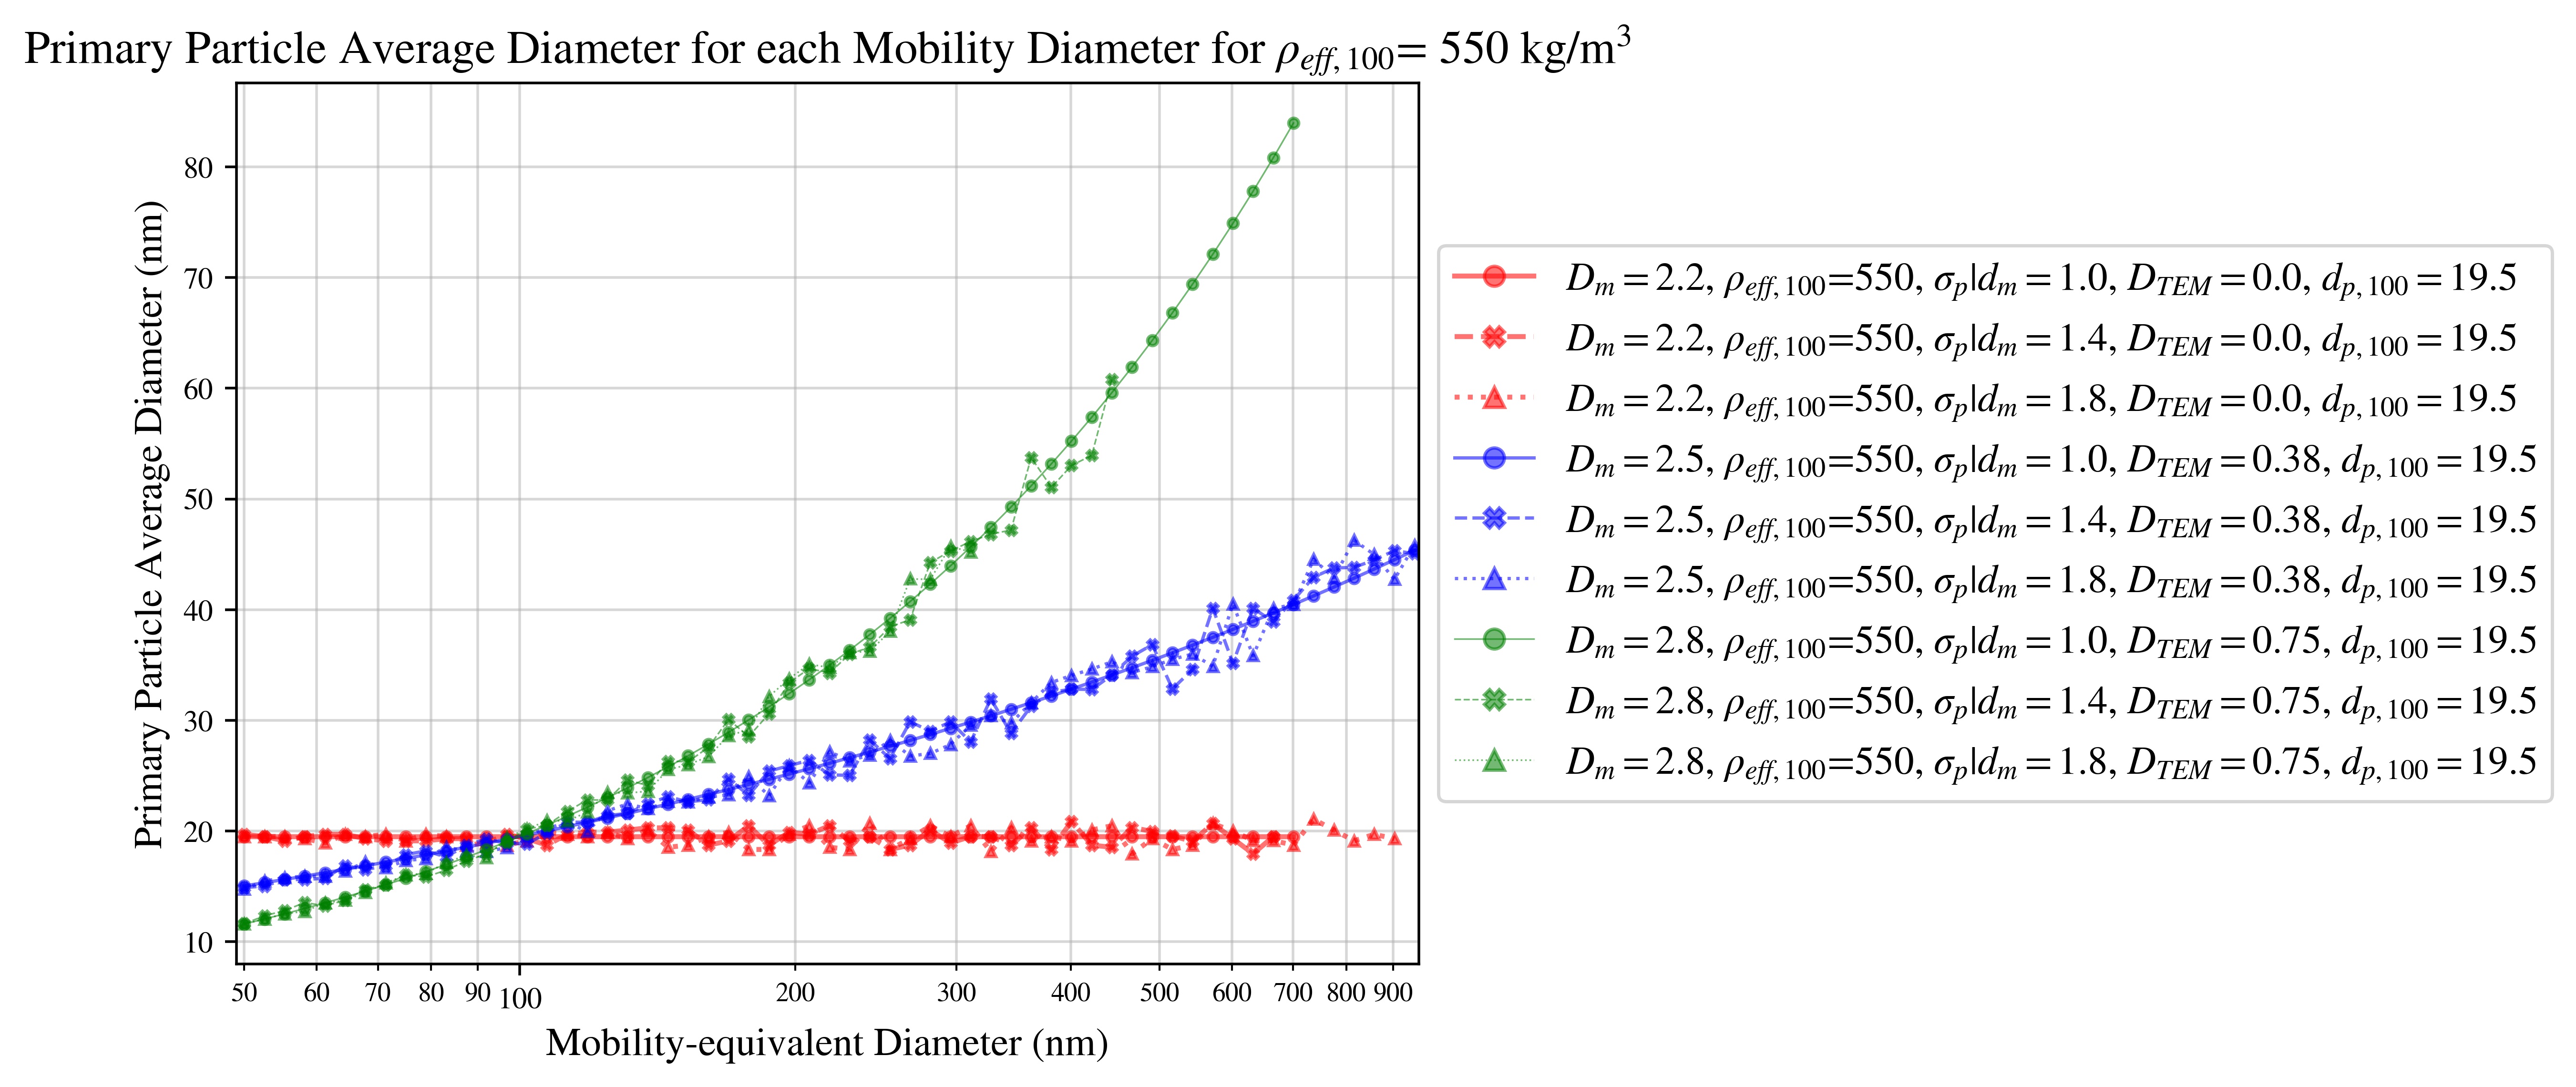 Primary Particle Average Diameter for each Mobility Diameter for ρeff,100= 550 kg/m³
Primary Particle Average Diameter (nm)
80
70
60
50
40
30
20
10
50 60 70 80 90 100 200 300 400 500 600 700 800 900
Mobility-equivalent Diameter (nm)
Dm = 2.2, ρeff,100=550, σp|dm = 1.0, DTEM = 0.0, dp,100 = 19.5
Dm = 2.2, ρeff,100=550, σp|dm = 1.4, DTEM = 0.0, dp,100 = 19.5
Dm = 2.2, ρeff,100=550, σp|dm = 1.8, DTEM = 0.0, dp,100 = 19.5
Dm = 2.5, ρeff,100=550, σp|dm = 1.0, DTEM = 0.38, dp,100 = 19.5
Dm = 2.5, ρeff,100=550, σp|dm = 1.4, DTEM = 0.38, dp,100 = 19.5
Dm = 2.5, ρeff,100=550, σp|dm = 1.8, DTEM = 0.38, dp,100 = 19.5
Dm = 2.8, ρeff,100=550, σp|dm = 1.0, DTEM = 0.75, dp,100 = 19.5
Dm = 2.8, ρeff,100=550, σp|dm = 1.4, DTEM = 0.75, dp,100 = 19.5
Dm = 2.8, ρeff,100=550, σp|dm = 1.8, DTEM = 0.75, dp,100 = 19.5